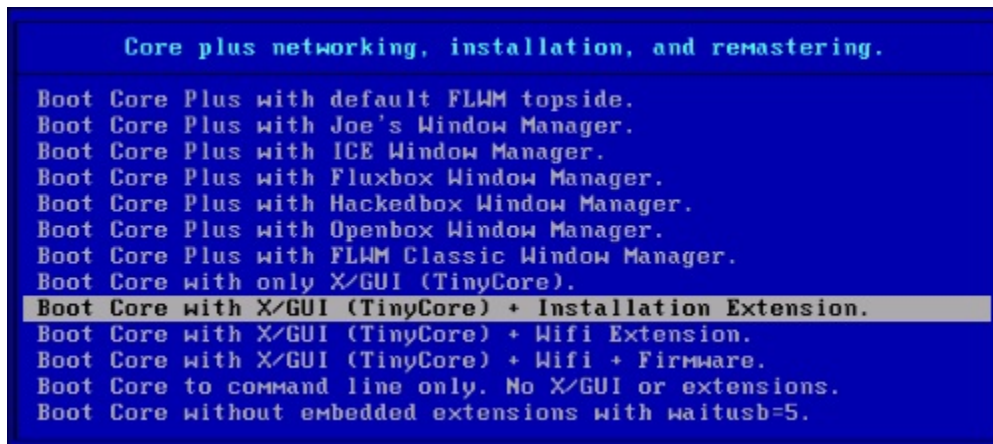 Core plus networking, installation, and remastering.
Boot Core Plus with default FLWM topside.
Boot Core Plus with Joe's Window Manager.
Boot Core Plus with ICE Window Manager.
Boot Core Plus with Fluxbox Window Manager.
Boot Core Plus with Hackedbox Window Manager.
Boot Core Plus with Openbox Window Manager.
Boot Core Plus with FLWM Classic Window Manager.
Boot Core with only X/GUI (TinyCore).
Boot Core with X/GUI (TinyCore) + Installation Extension.
Boot Core with X/GUI (TinyCore) + Wifi Extension.
Boot Core with X/GUI (TinyCore) + Wifi + Firmware.
Boot Core to command line only. No X/GUI or extensions.
Boot Core without embedded extensions with waitusb=5.